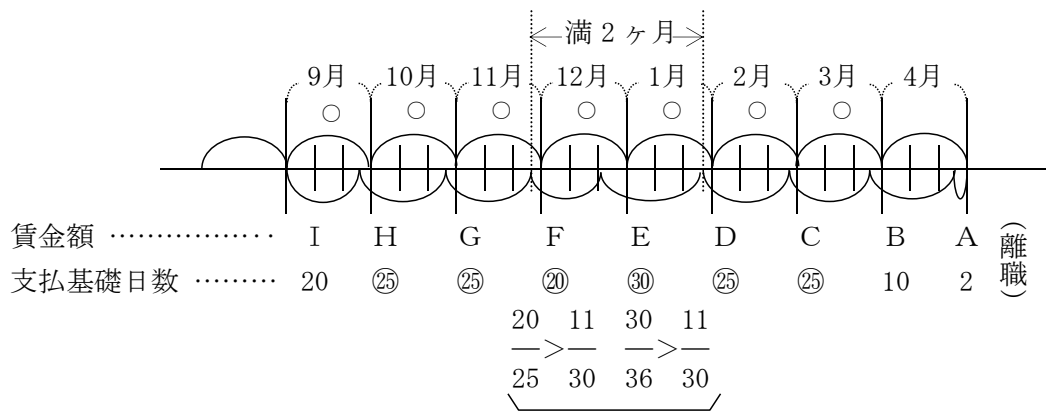 満2ヶ月
9月 10月 11月 12月 1月 2月 3月 4月
○ ○ ○ ○ ○ ○ ○
賃金額 ……………‥ I H G F E D C B A (離職)
支払基礎日数 ……… 20 ㉕ ㉕ ⑳ ㉚ ㉕ ㉕ 10 2
20 11 30 11
― > ― ― > ―
25 30 36 30